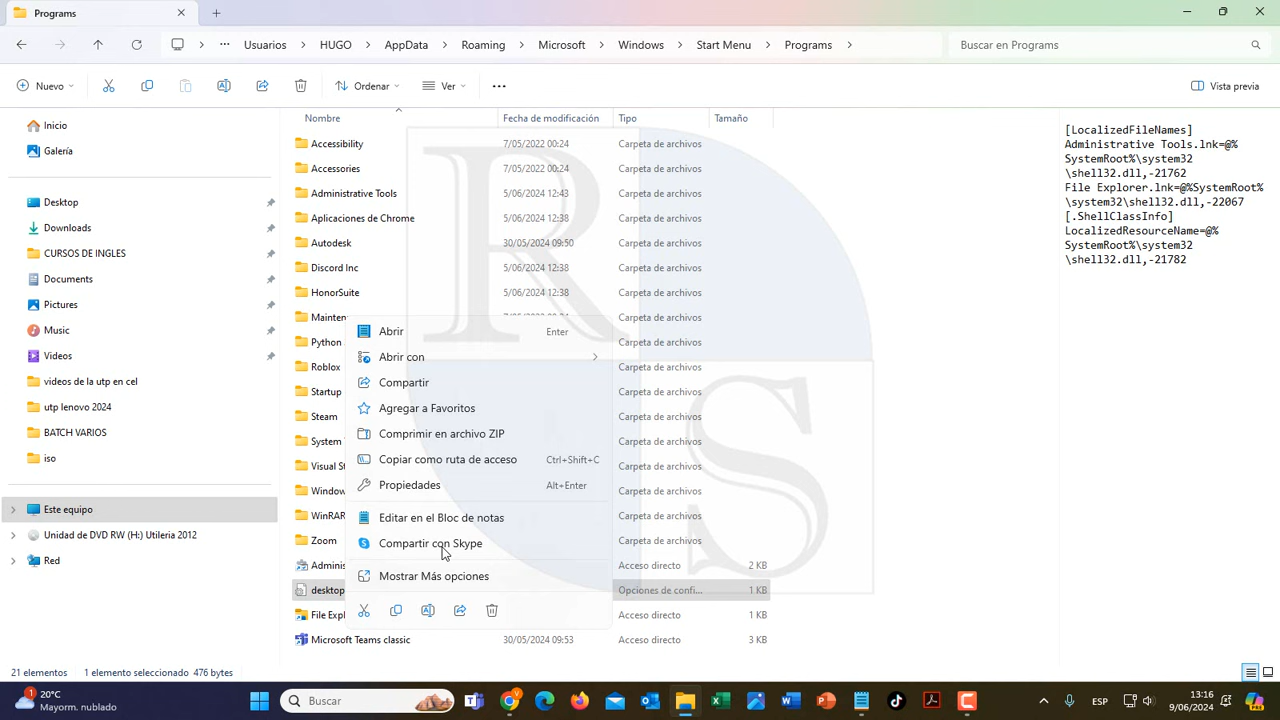 Programs
Usuarios > HUGO > AppData > Roaming > Microsoft > Windows > Start Menu > Programs >
Buscar en Programs
Nuevo
Ordenar
Ver
Vista previa
Inicio
Galería
Desktop
Downloads
CURSOS DE INGLES
Documents
Pictures
Music
Videos
videos de la utp en cel
utp lenovo 2024
BATCH VARIOS
iso
Este equipo
Unidad de DVD RW (H:) Utileria 2012
Red
Nombre Fecha de modificación Tipo Tamaño
Accessibility 7/05/2022 00:24 Carpeta de archivos
Accessories 7/05/2022 00:24 Carpeta de archivos
Administrative Tools 5/06/2024 12:43 Carpeta de archivos
Aplicaciones de Chrome 5/06/2024 12:38 Carpeta de archivos
Autodesk 30/05/2024 09:50 Carpeta de archivos
Discord Inc 5/06/2024 12:38 Carpeta de archivos
HonorSuite 5/06/2024 12:38 Carpeta de archivos
Carpeta de archivos
Python Carpeta de archivos
Roblox Carpeta de archivos
Startup Carpeta de archivos
Steam Carpeta de archivos
System Carpeta de archivos
Visual Carpeta de archivos
Carpeta de archivos
WinRAR Carpeta de archivos
Zoom Carpeta de archivos
Adminis Acceso directo 2 KB
desktop Opciones de confi... 1 KB
File Expl Acceso directo 1 KB
Microsoft Teams classic 30/05/2024 09:53 Acceso directo 3 KB
Abrir Enter
Abrir con
Compartir
Agregar a Favoritos
Comprimir en archivo ZIP
Copiar como ruta de acceso Ctrl+Shift+C
Propiedades Alt+Enter
Editar en el Bloc de notas
Compartir con Skype
Mostrar Más opciones
[LocalizedFileNames]
Administrative Tools.lnk=@%
SystemRoot%\system32
\shell32.dll,-21762
File Explorer.lnk=@%SystemRoot%
\system32\shell32.dll,-22067
[.ShellClassInfo]
LocalizedResourceName=@%
SystemRoot%\system32
\shell32.dll,-21782
R
S
21 elementos 1 elemento seleccionado 476 bytes
1
20°C
Mayorm. nublado
Buscar
ESP
13:16
9/06/2024